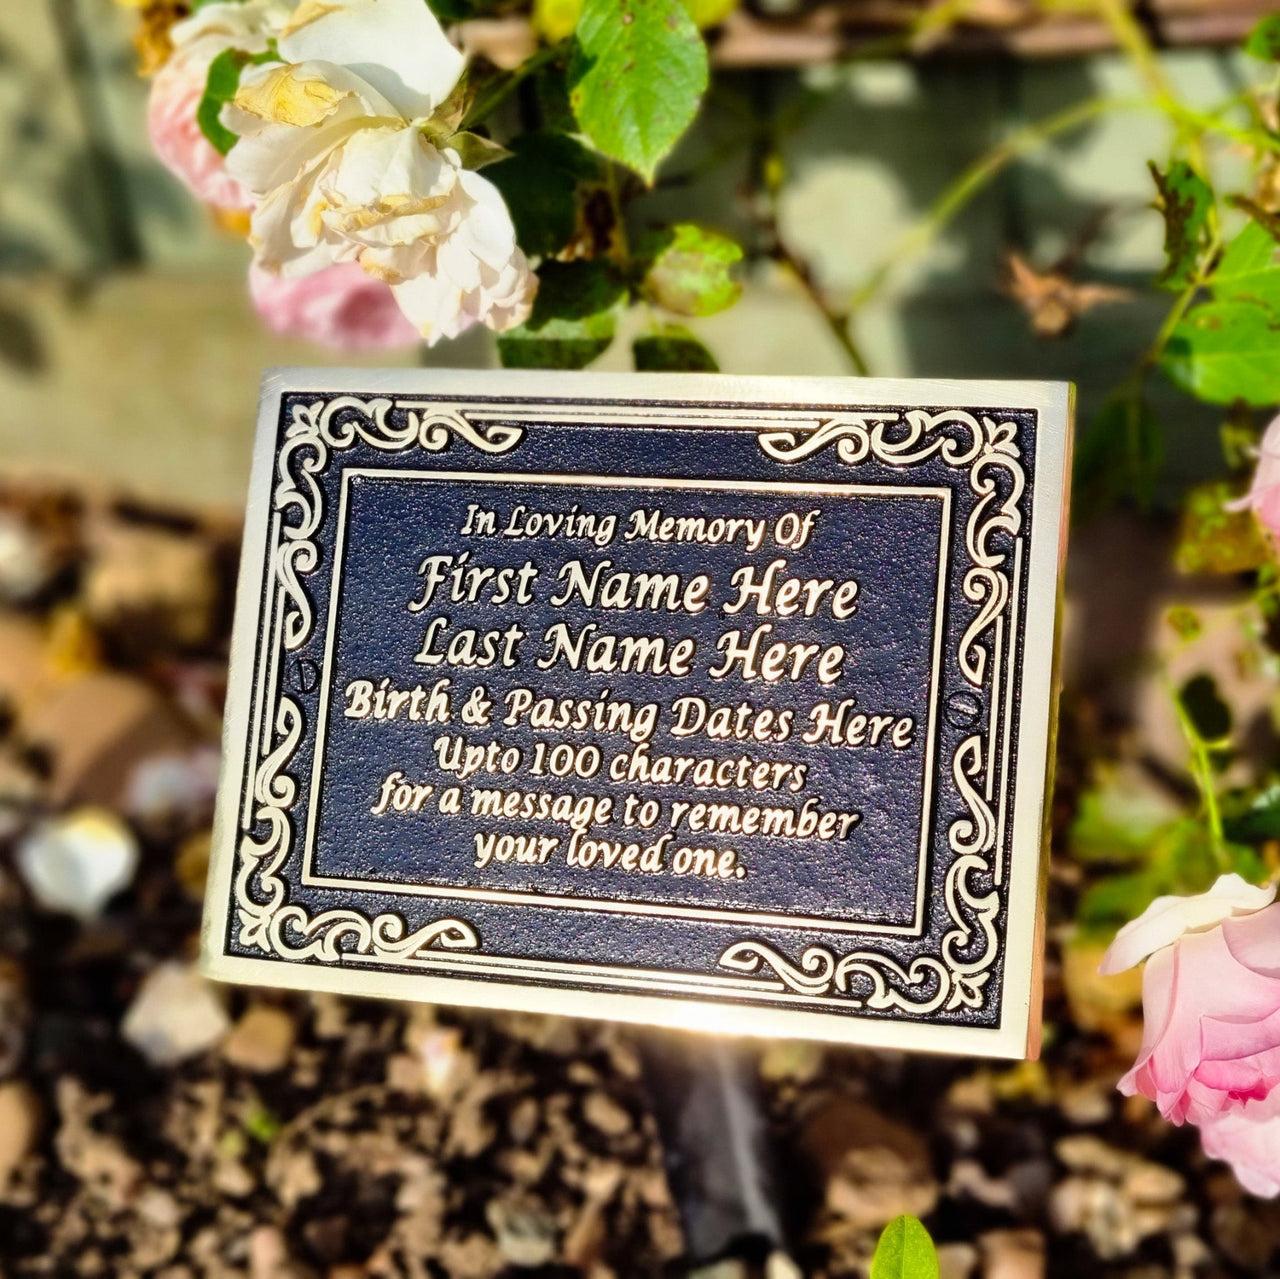 In Loving Memory Of
First Name Here
Last Name Here
Birth & Passing Dates Here
Upto 100 characters
for a message to remember
your loved one.